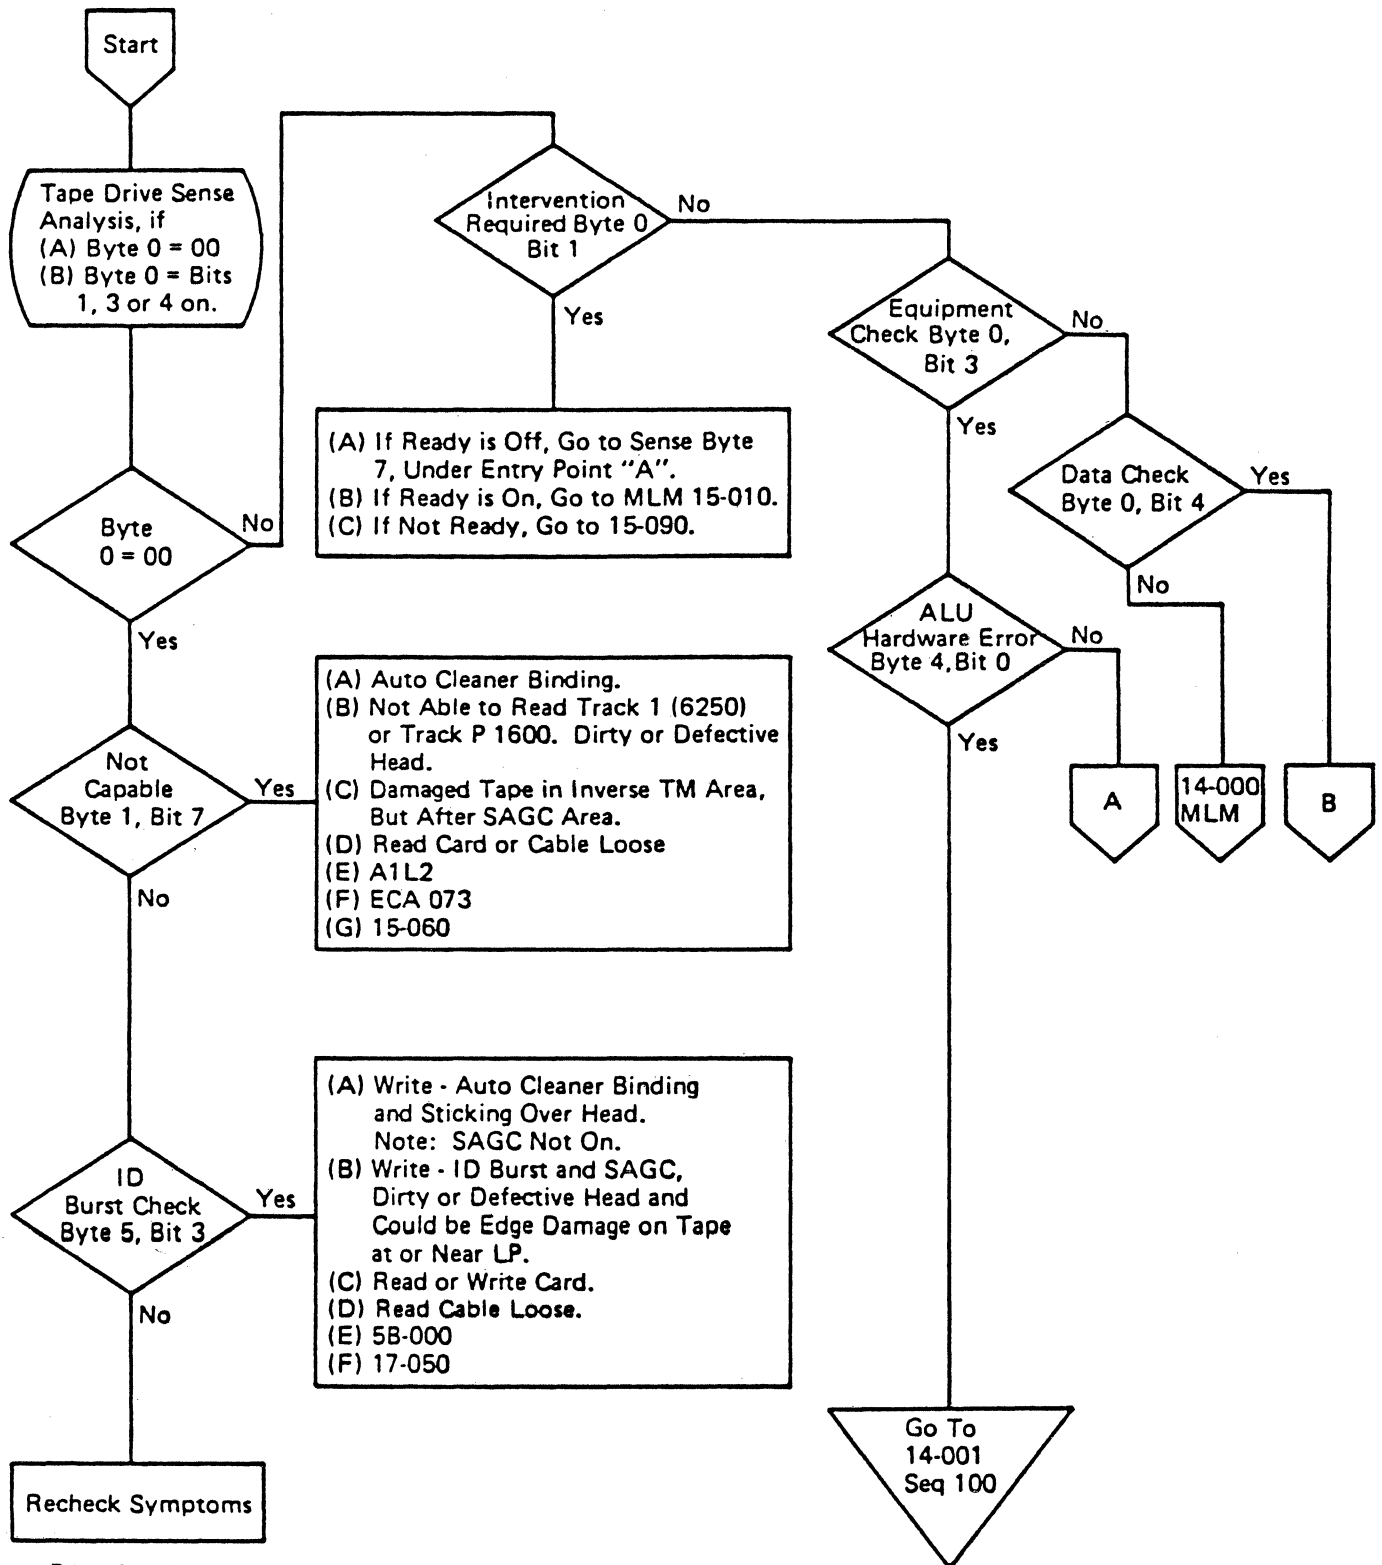 Start
Tape Drive Sense
Analysis, if
(A) Byte 0 = 00
(B) Byte 0 = Bits
1, 3 or 4 on.
Byte
0 = 00
No
Yes
Intervention
Required Byte 0
Bit 1
No
Yes
(A) If Ready is Off, Go to Sense Byte
7, Under Entry Point "A".
(B) If Ready is On, Go to MLM 15-010.
(C) If Not Ready, Go to 15-090.
Equipment
Check Byte 0,
Bit 3
No
Yes
Data Check
Byte 0, Bit 4
Yes
No
ALU
Hardware Error
Byte 4, Bit 0
No
Yes
A
14-000
MLM
B
Not
Capable
Byte 1, Bit 7
Yes
No
(A) Auto Cleaner Binding.
(B) Not Able to Read Track 1 (6250)
or Track P 1600. Dirty or Defective
Head.
(C) Damaged Tape in Inverse TM Area,
But After SAGC Area.
(D) Read Card or Cable Loose
(E) A1L2
(F) ECA 073
(G) 15-060
ID
Burst Check
Byte 5, Bit 3
Yes
No
(A) Write - Auto Cleaner Binding
and Sticking Over Head.
Note: SAGC Not On.
(B) Write - ID Burst and SAGC,
Dirty or Defective Head and
Could be Edge Damage on Tape
at or Near LP.
(C) Read or Write Card.
(D) Read Cable Loose.
(E) 5B-000
(F) 17-050
Recheck Symptoms
Go To
14-001
Seq 100